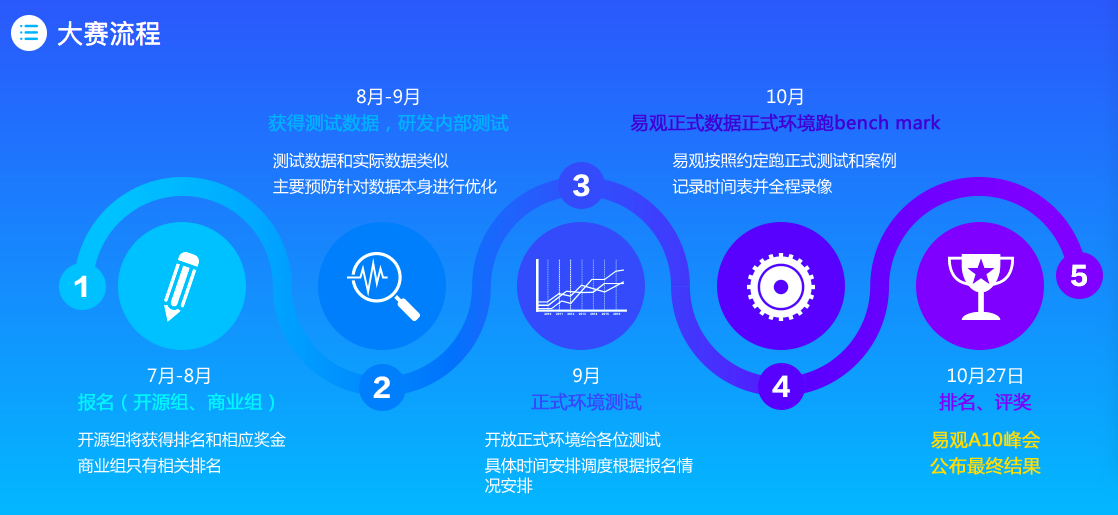 大赛流程
1
7月-8月
报名（开源组、商业组）
开源组将获得排名和相应奖金
商业组只有相关排名
8月-9月
获得测试数据，研发内部测试
测试数据和实际数据类似
主要预防针对数据本身进行优化
2
3
9月
正式环境测试
开放正式环境给各位测试
具体时间安排调度根据报名情
况安排
10月
易观正式数据正式环境跑bench mark
易观按照约定跑正式测试和案例
记录时间表并全程录像
4
5
10月27日
排名、评奖
易观A10峰会
公布最终结果